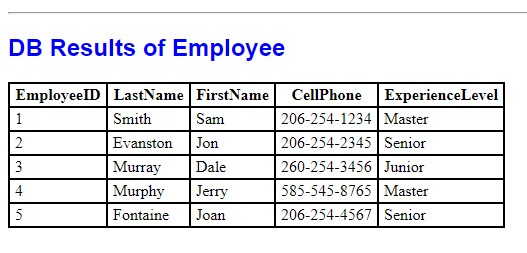 DB Results of Employee
EmployeeID LastName FirstName CellPhone ExperienceLevel
1 Smith Sam 206-254-1234 Master
2 Evanston Jon 206-254-2345 Senior
3 Murray Dale 260-254-3456 Junior
4 Murphy Jerry 585-545-8765 Master
5 Fontaine Joan 206-254-4567 Senior